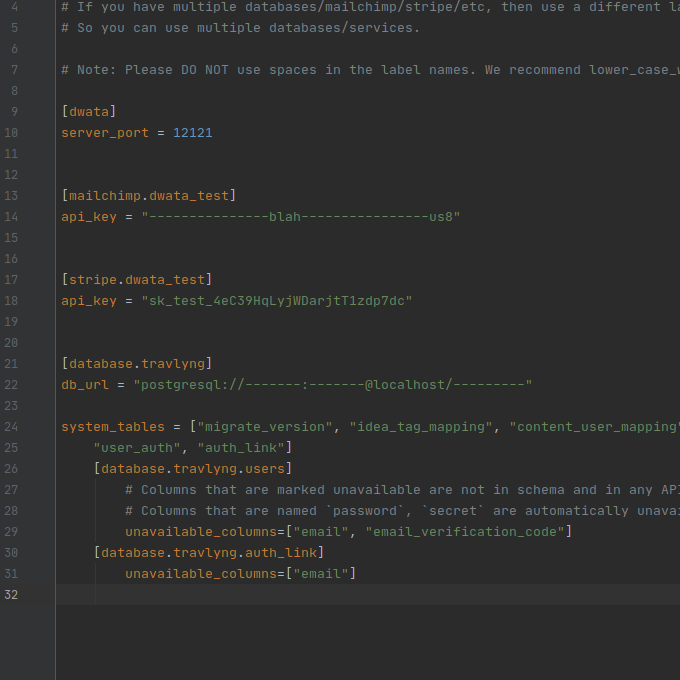 4 # If you have multiple databases/mailchimp/stripe/etc, then use a different
5 # So you can use multiple databases/services.
6
7 # Note: Please DO NOT use spaces in the label names. We recommend
8
9 [dwata]
10 server_port = 12121
11
12
13 [mailchimp.dwata_test]
14 api_key = "---------------blah----------------us8"
15
16
17 [stripe.dwata_test]
18 api_key = "sk_test_4eC39HqLyjWDarjtT1zdp7dc"
19
20
21 [database.travlyng]
22 db_url = "postgresql://-------:-------@localhost/---------"
23
24 system_tables = ["migrate_version", "idea_tag_mapping", "content_user_mapping"
25 "user_auth", "auth_link"]
26 [database.travlyng.users]
27 # Columns that are marked unavailable are not in schema and in any API
28 # Columns that are named `password`, `secret` are automatically
29 unavailable_columns=["email", "email_verification_code"]
30 [database.travlyng.auth_link]
31 unavailable_columns=["email"]
32